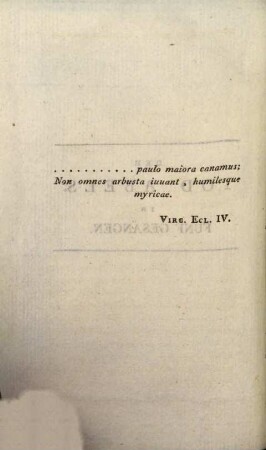 . . . . . . . . . . . paulo maiora canamus;
Non omnes arbusta iuuant, humilesque
myricae.
Virg. Ecl. IV.